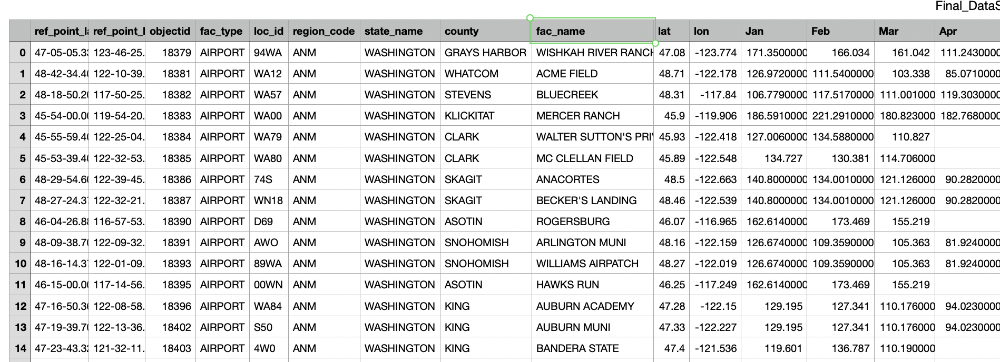 Final_DataS
ref_point_la ref_point_l objectid fac_type loc_id region_code state_name county fac_name lat lon Jan Feb Mar Apr
0 47-05-05.33 123-46-25. 18379 AIRPORT 94WA ANM WASHINGTON GRAYS HARBOR WISHKAH RIVER RANCH 47.08 -123.774 171.3500000 166.034 161.042 111.2430000
1 48-42-34.40 122-10-39. 18381 AIRPORT WA12 ANM WASHINGTON WHATCOM ACME FIELD 48.71 -122.178 126.9720000 111.5400000 103.338 85.0710000
2 48-18-50.20 117-50-25. 18382 AIRPORT WA57 ANM WASHINGTON STEVENS BLUECREEK 48.31 -117.84 106.7790000 117.5170000 111.001000 119.3030000
3 45-54-00.00 119-54-20. 18383 AIRPORT WA00 ANM WASHINGTON KLICKITAT MERCER RANCH 45.9 -119.906 186.5910000 221.2910000 180.823000 182.7680000
4 45-55-59.40 122-25-04. 18384 AIRPORT WA79 ANM WASHINGTON CLARK WALTER SUTTON'S PRIV 45.93 -122.418 127.0060000 134.5880000 110.827
5 45-53-39.40 122-32-53. 18385 AIRPORT WA80 ANM WASHINGTON CLARK MC CLELLAN FIELD 45.89 -122.548 134.727 130.381 114.706000
6 48-29-54.60 122-39-45. 18386 AIRPORT 74S ANM WASHINGTON SKAGIT ANACORTES 48.5 -122.663 140.8000000 134.0010000 121.126000 90.2820000
7 48-27-24.37 122-32-21. 18387 AIRPORT WN18 ANM WASHINGTON SKAGIT BECKER'S LANDING 48.46 -122.539 140.8000000 134.0010000 121.126000 90.2820000
8 46-04-26.88 116-57-53. 18390 AIRPORT D69 ANM WASHINGTON ASOTIN ROGERSBURG 46.07 -116.965 162.6140000 173.469 155.219
9 48-09-38.70 122-09-32. 18391 AIRPORT AWO ANM WASHINGTON SNOHOMISH ARLINGTON MUNI 48.16 -122.159 126.6740000 109.3590000 105.363 81.9240000
10 48-16-14.37 122-01-09. 18393 AIRPORT 89WA ANM WASHINGTON SNOHOMISH WILLIAMS AIRPATCH 48.27 -122.019 126.6740000 109.3590000 105.363 81.9240000
11 46-15-00.00 117-14-56. 18395 AIRPORT 00WN ANM WASHINGTON ASOTIN HAWKS RUN 46.25 -117.249 162.6140000 173.469 155.219
12 47-16-50.36 122-08-58. 18396 AIRPORT WA84 ANM WASHINGTON KING AUBURN ACADEMY 47.28 -122.15 129.195 127.341 110.176000 94.0230000
13 47-19-39.70 122-13-36. 18402 AIRPORT S50 ANM WASHINGTON KING AUBURN MUNI 47.33 -122.227 129.195 127.341 110.176000 94.0230000
14 47-23-43.32 121-32-11. 18403 AIRPORT 4W0 ANM WASHINGTON KING BANDERA STATE 47.4 -121.536 119.601 136.787 110.190000